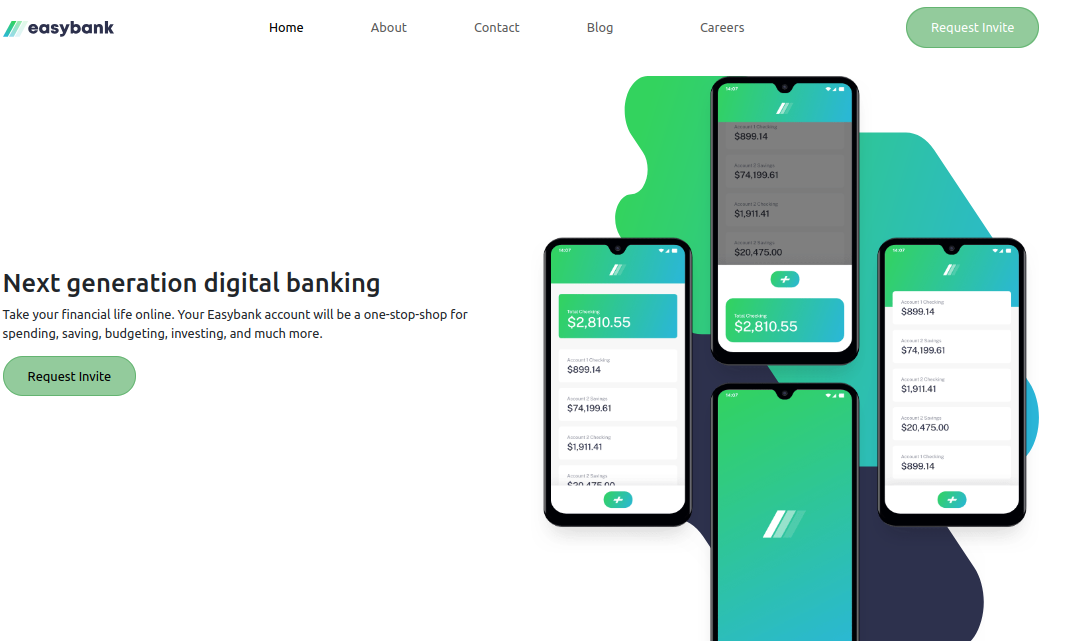 easybank
Home
About
Contact
Blog
Careers
Request Invite
Next generation digital banking
Take your financial life online. Your Easybank account will be a one-stop-shop for
spending, saving, budgeting, investing, and much more.
Request Invite
14:07
Account 1 Checking
$899.14
Account 2 Savings
$74,199.61
Account 2 Checking
$1,911.41
Account 2 Savings
$20,475.00
Total Checking
$2,810.55
14:07
Total Checking
$2,810.55
Account 1 Checking
$899.14
Account 2 Savings
$74,199.61
Account 2 Checking
$1,911.41
Account 2 Savings
$20,475.00
14:07
Account 1 Checking
$899.14
Account 2 Savings
$74,199.61
Account 2 Checking
$1,911.41
Account 2 Savings
$20,475.00
Account 1 Checking
$899.14
14:07